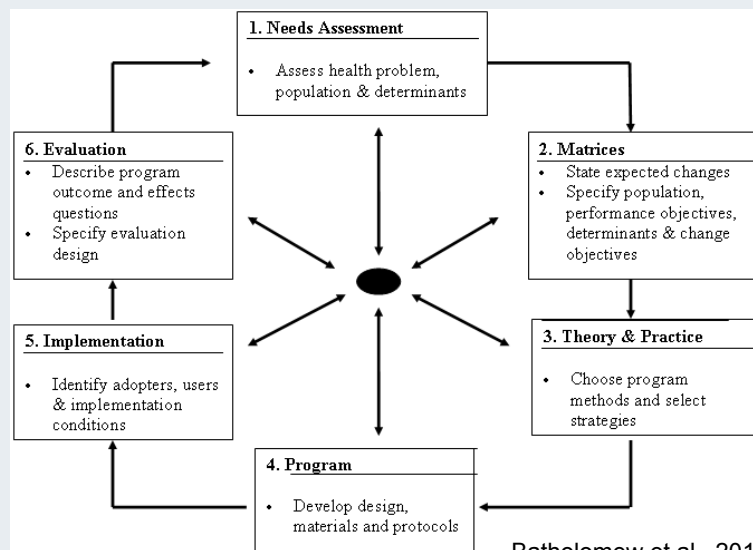 1. Needs Assessment
• Assess health problem,
population & determinants
2. Matrices
• State expected changes
• Specify population,
performance objectives,
determinants & change
objectives
3. Theory & Practice
• Choose program
methods and select
strategies
4. Program
• Develop design,
materials and protocols
5. Implementation
• Identify adopters, users
& implementation
conditions
6. Evaluation
• Describe program
outcome and effects
questions
• Specify evaluation
design
Batholomew et al., 201